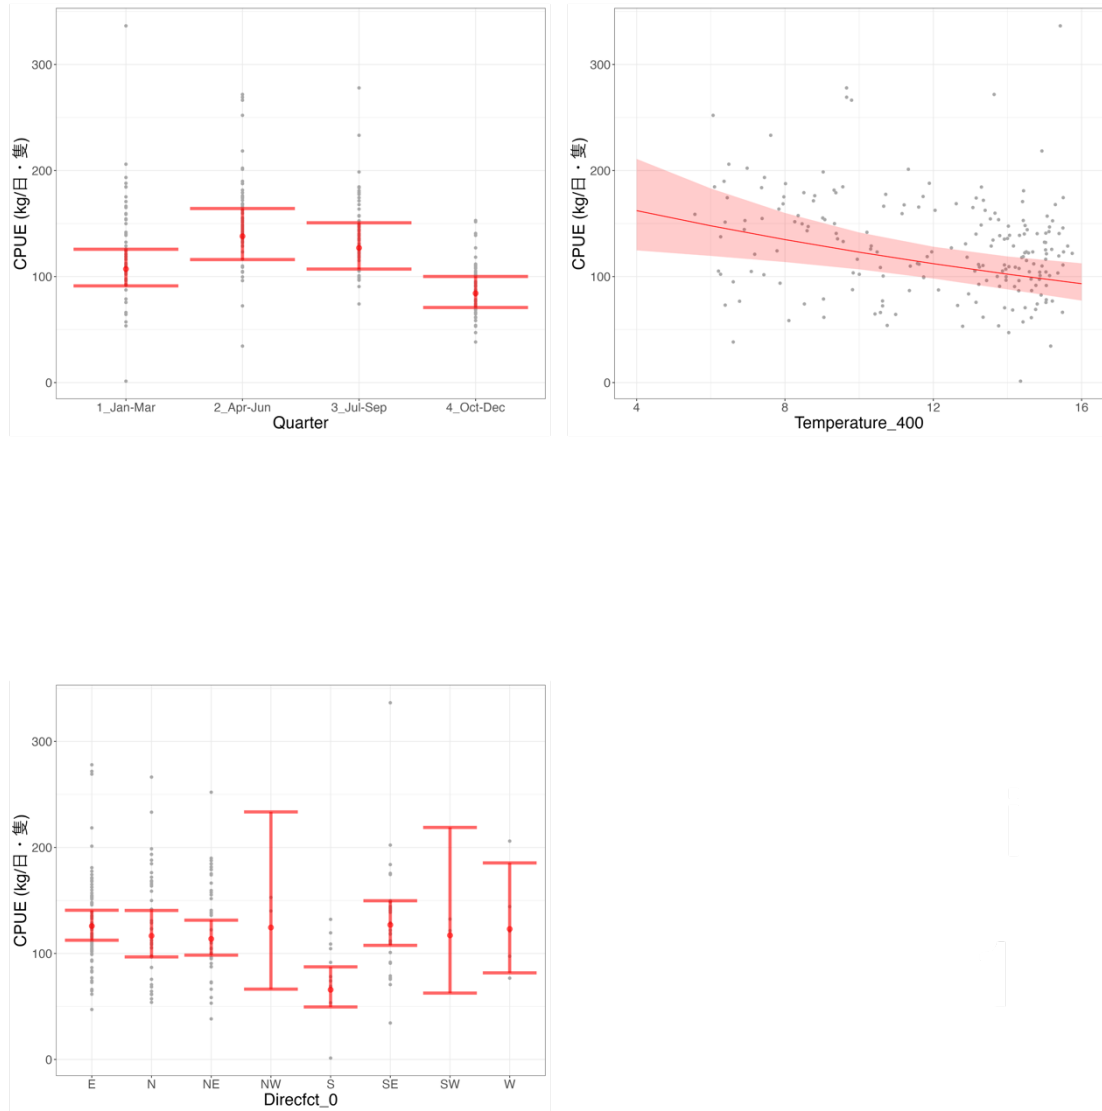 CPUE (kg/日・隻)
300
200
100
0
1_Jan-Mar 2_Apr-Jun 3_Jul-Sep 4_Oct-Dec
Quarter
CPUE (kg/日・隻)
300
200
100
0
4 8 12 16
Temperature_400
CPUE (kg/日・隻)
300
200
100
0
E N NE NW S SE SW W
Direcfct_0